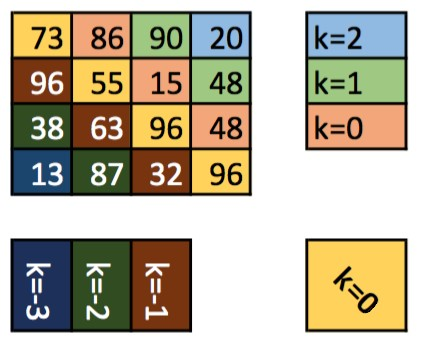 73 86 90 20
96 55 15 48
38 63 96 48
13 87 32 96
k=2
k=1
k=0
k=-3
k=-2
k=-1
k=0